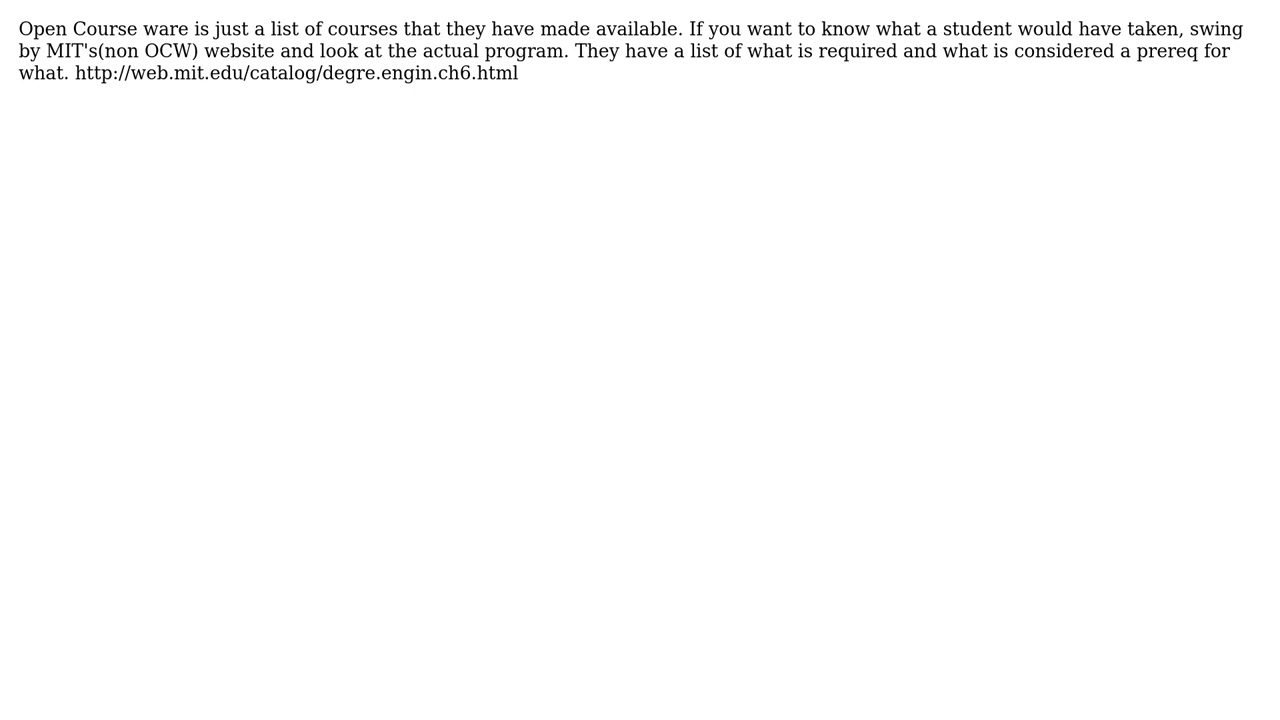 Open Course ware is just a list of courses that they have made available. If you want to know what a student would have taken, swing
by MIT's(non OCW) website and look at the actual program. They have a list of what is required and what is considered a prereq for
what. http://web.mit.edu/catalog/degre.engin.ch6.html